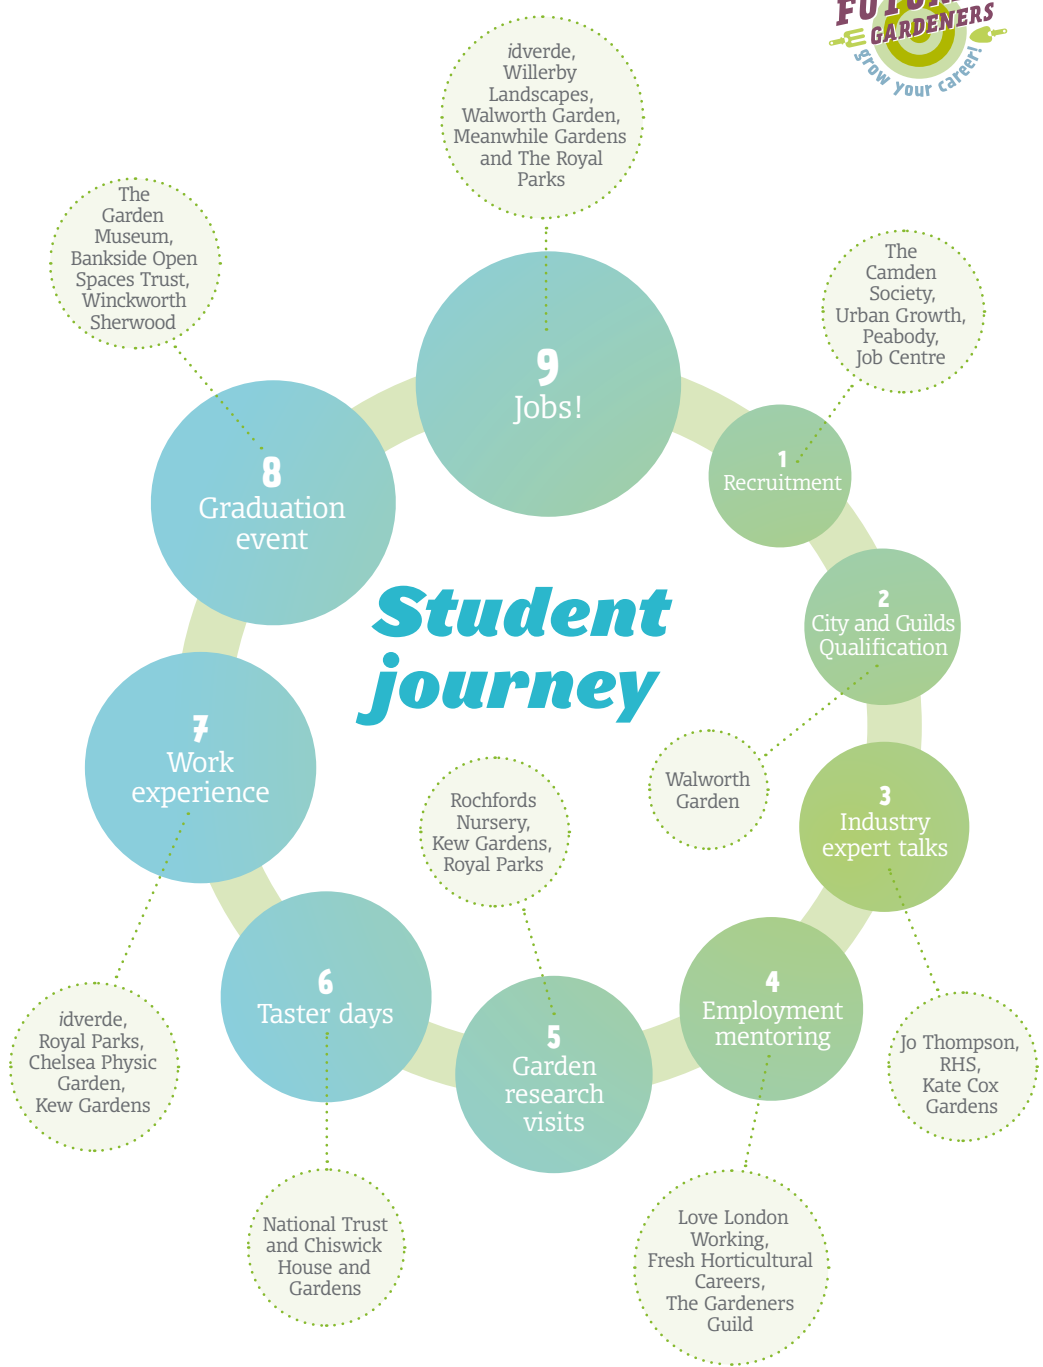 GARDENERS
grow your career!
idverde,
Willerby
Landscapes,
Walworth Garden,
Meanwhile Gardens
and The Royal
Parks
The
Garden
Museum,
Bankside Open
Spaces Trust,
Winckworth
Sherwood
The
Camden
Society,
Urban Growth,
Peabody,
Job Centre
9
Jobs!
1
Recruitment
8
Graduation
event
Student
journey
2
City and Guilds
Qualification
7
Work
experience
Walworth
Garden
Rochfords
Nursery,
Kew Gardens,
Royal Parks
3
Industry
expert talks
6
Taster days
5
Garden
research
visits
4
Employment
mentoring
idverde,
Royal Parks,
Chelsea Physic
Garden,
Kew Gardens
Jo Thompson,
RHS,
Kate Cox
Gardens
National Trust
and Chiswick
House and
Gardens
Love London
Working,
Fresh Horticultural
Careers,
The Gardeners
Guild